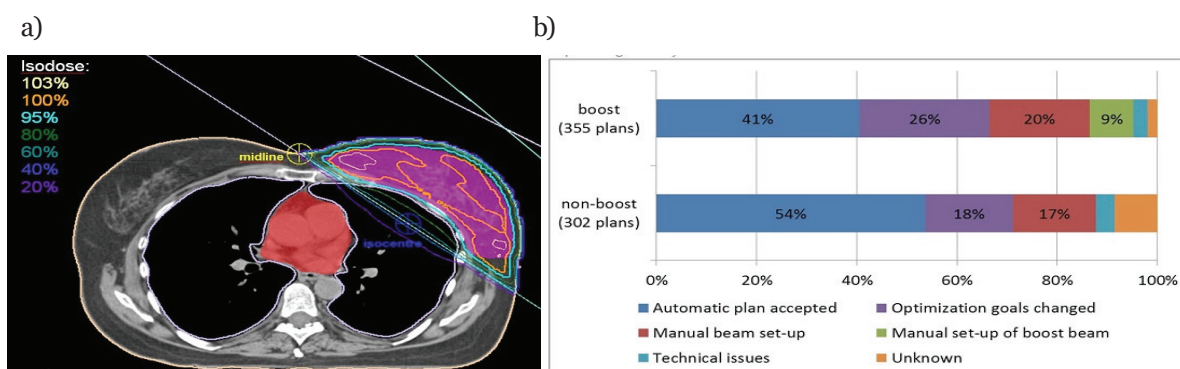 a)
b)
Isodose:
103%
100%
95%
80%
60%
40%
20%
midline
isocentre
boost
(355 plans)
41%
26%
20%
9%
non-boost
(302 plans)
54%
18%
17%
0%
20%
40%
60%
80%
100%
Automatic plan accepted
Optimization goals changed
Manual beam set-up
Manual set-up of boost beam
Technical issues
Unknown